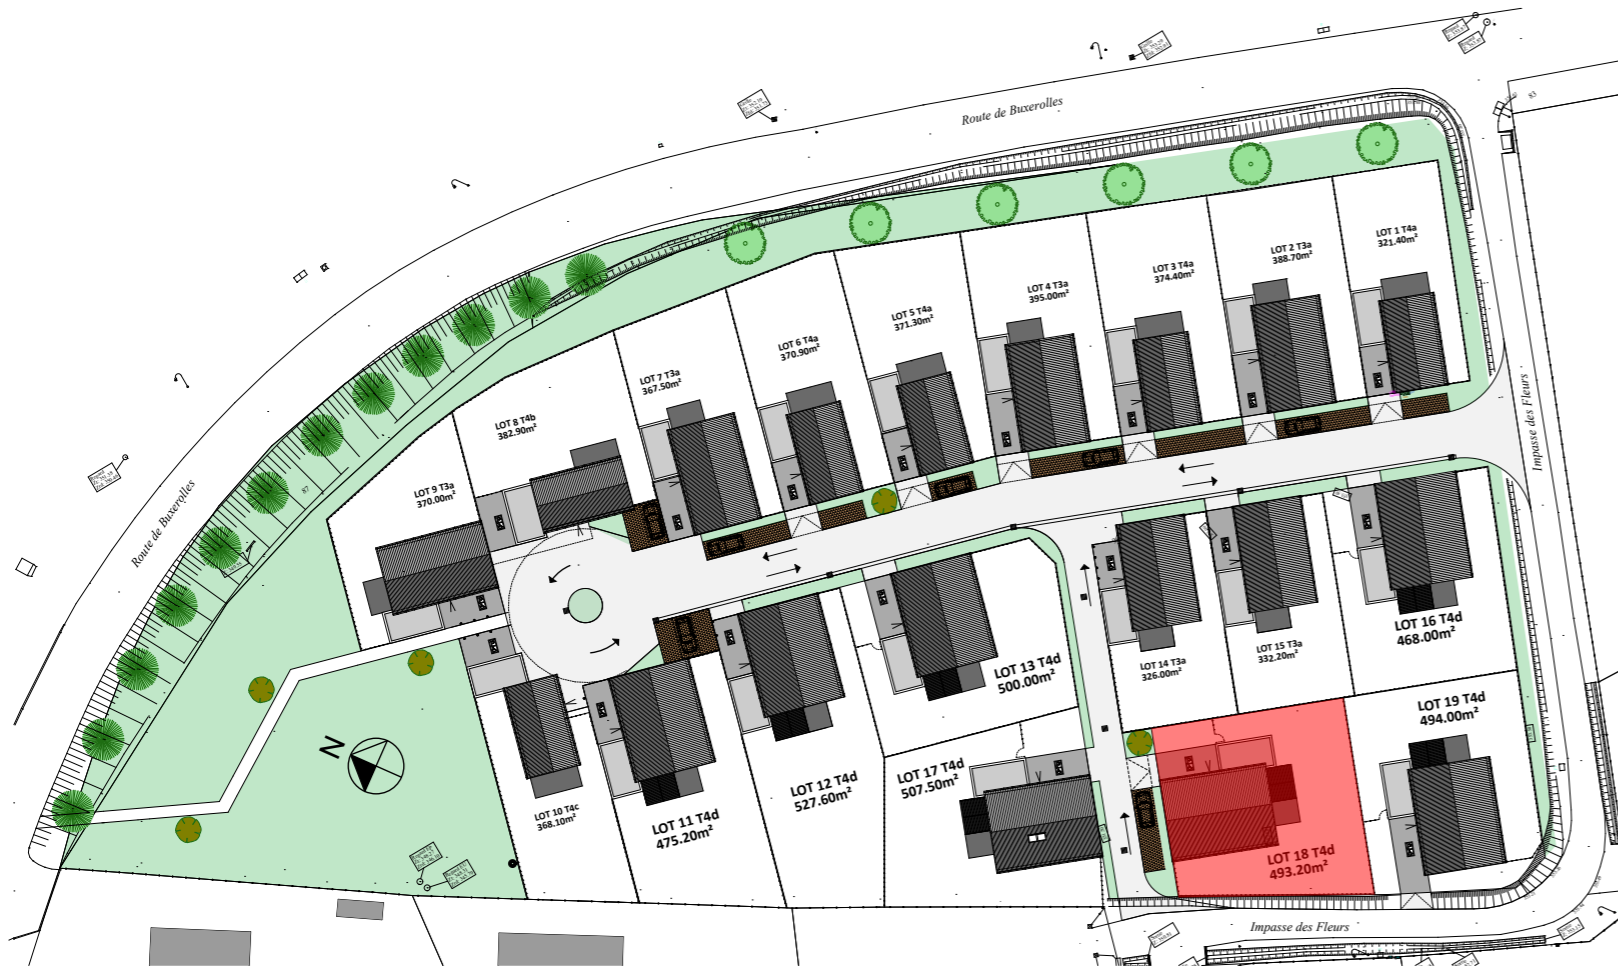 Route de Buxerolles
83
LOT 1 T4a
321.40m²
LOT 2 T3a
388.70m²
LOT 3 T4a
374.40m²
LOT 4 T3a
395.00m²
LOT 5 T4a
371.30m²
LOT 6 T4a
370.90m²
LOT 7 T3a
367.50m²
LOT 8 T4b
382.90m²
LOT 9 T3a
370.00m²
Route de Buxerolles
87
Impasse des Fleurs
LOT 16 T4d
468.00m²
LOT 15 T3a
332.20m²
LOT 14 T3a
326.00m²
LOT 13 T4d
500.00m²
LOT 19 T4d
494.00m²
N
LOT 17 T4d
507.50m²
LOT 12 T4d
527.60m²
LOT 10 T4c
368.10m²
LOT 11 T4d
475.20m²
LOT 18 T4d
493.20m²
Impasse des Fleurs